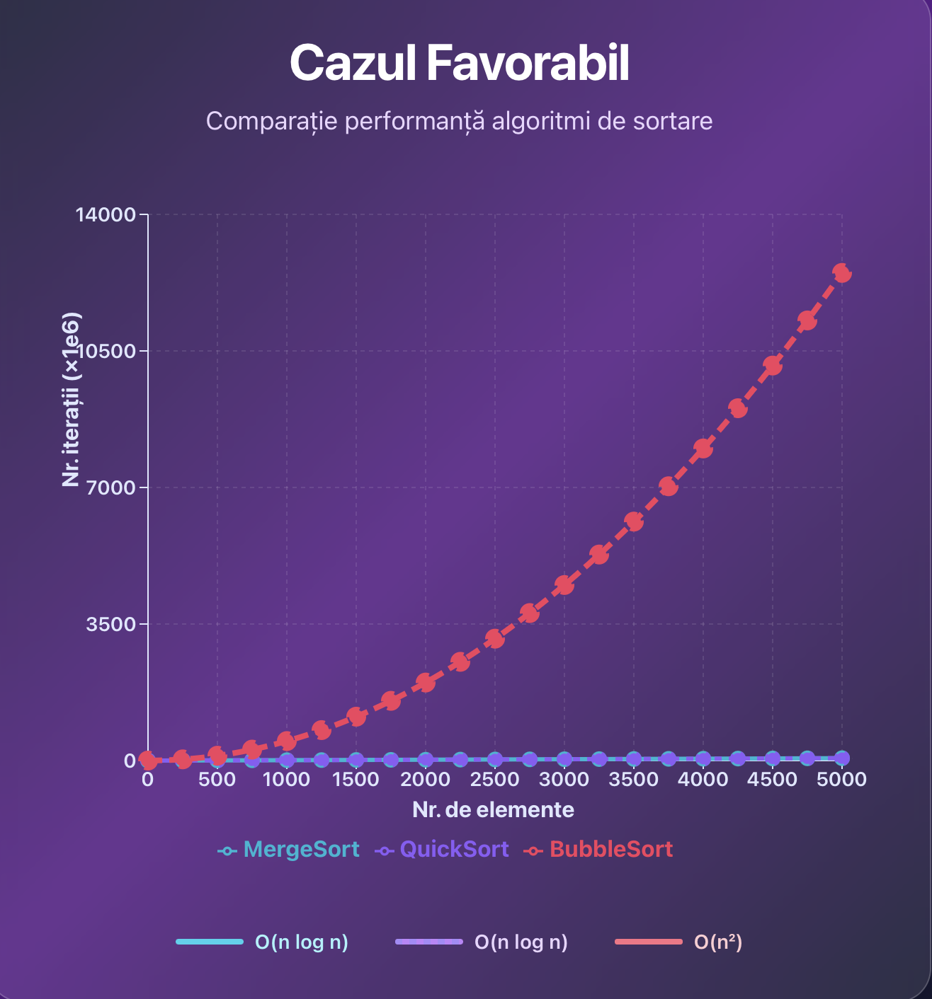 Cazul Favorabil
Comparație performanță algoritmi de sortare
Nr. iterații (×1e6)
14000
10500
7000
3500
0
0 500 1000 1500 2000 2500 3000 3500 4000 4500 5000
Nr. de elemente
MergeSort QuickSort BubbleSort
O(n log n) O(n log n) O(n²)